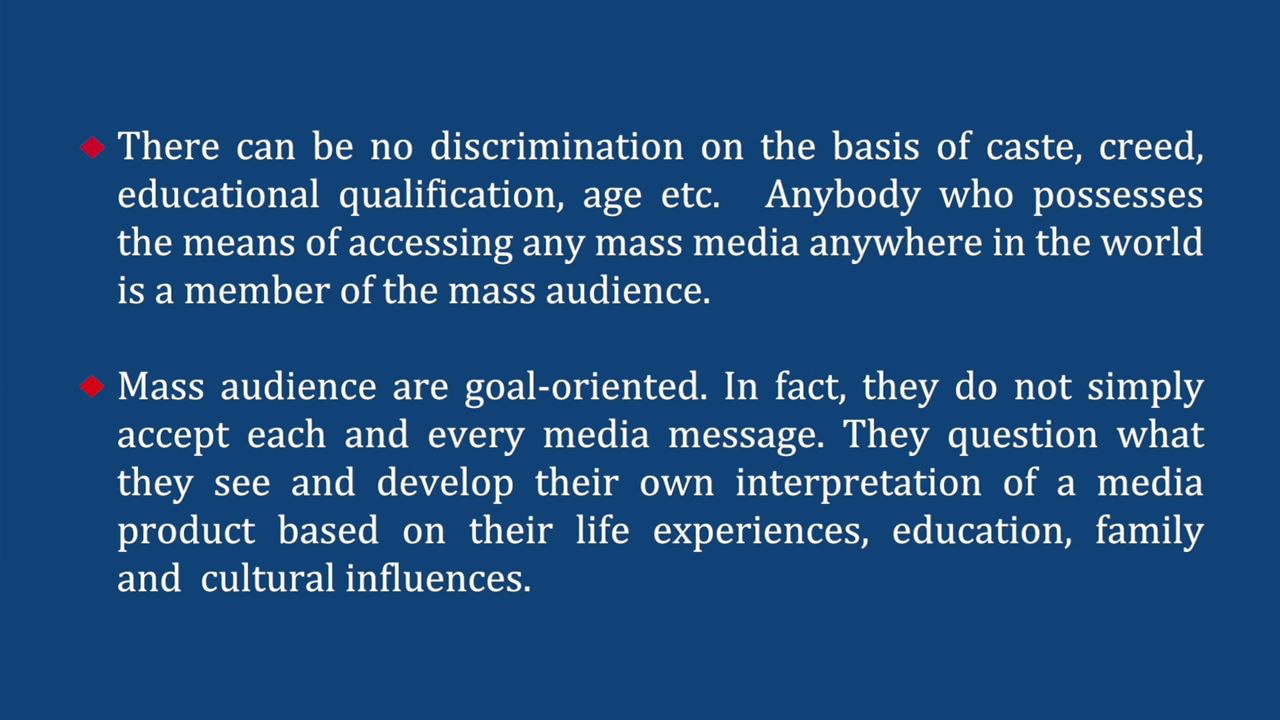 There can be no discrimination on the basis of caste, creed,
educational qualification, age etc. Anybody who possesses
the means of accessing any mass media anywhere in the world
is a member of the mass audience.
Mass audience are goal-oriented. In fact, they do not simply
accept each and every media message. They question what
they see and develop their own interpretation of a media
product based on their life experiences, education, family
and cultural influences.